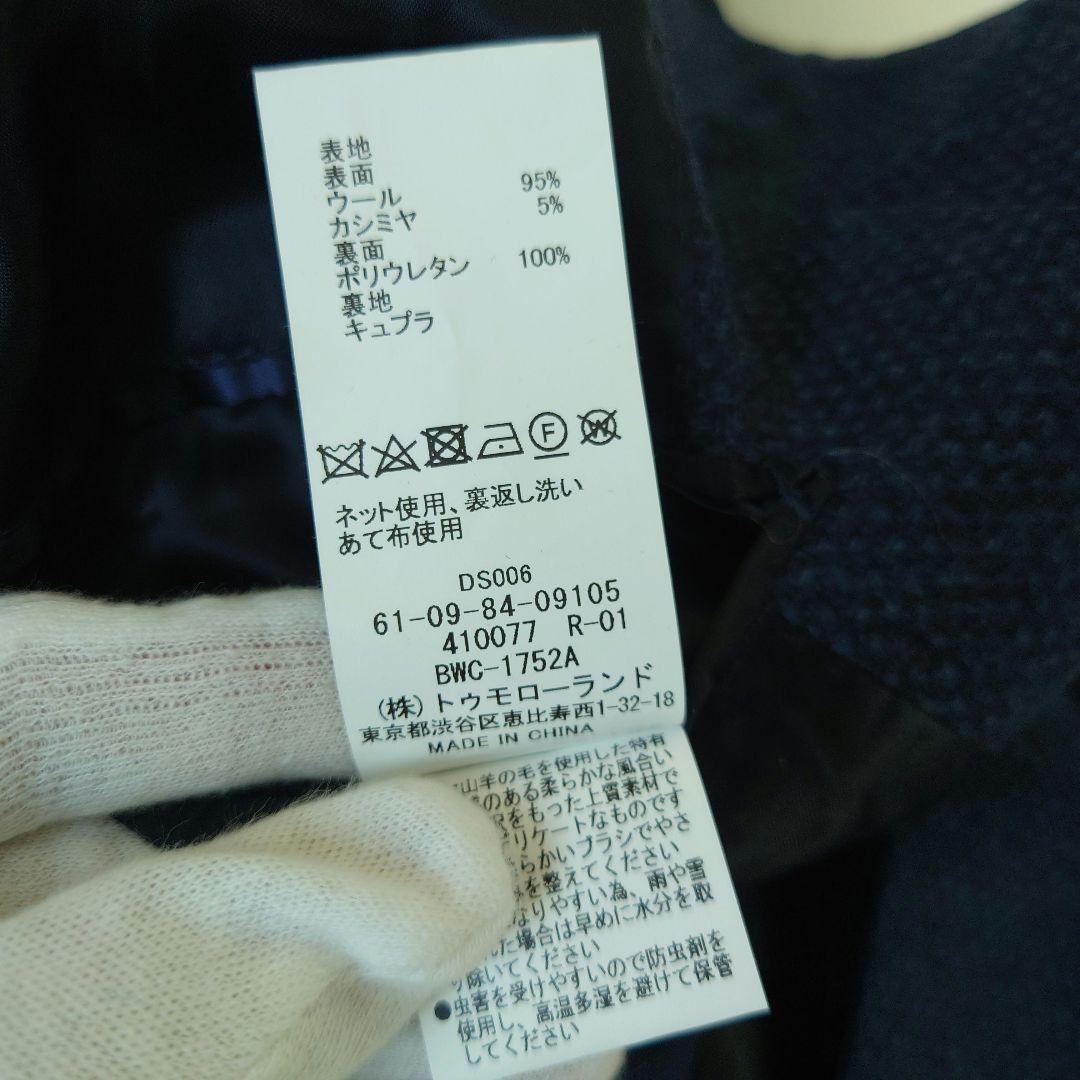 表地
表面
ウール 95%
カシミヤ 5%
裏面
ポリウレタン 100%
裏地
キュプラ
F
W
ネット使用、裏返し洗い
あて布使用
DS006
61-09-84-09105
410077 R-01
BWC-1752A
(株)トゥモローランド
東京都渋谷区恵比寿西1-32-18
MADE IN CHINA
山羊の毛を使用した特有
のある柔らかな風合い
をもった上質素材で
リケートなものです
らかいブラシでやさ
を整えてください
なりやすい為、雨や雪
れた場合は早めに水分を取
り除いてください
●虫害を受けやすいので防虫剤を
使用し、高温多湿を避けて保管
してください